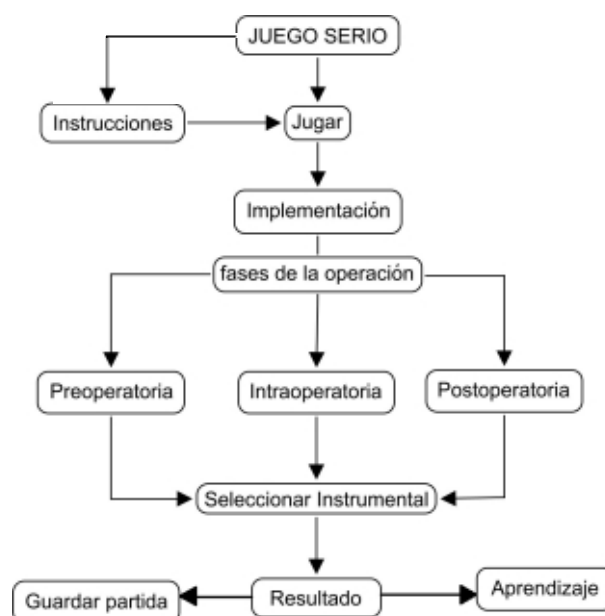 JUEGO SERIO
Instrucciones
Jugar
Implementación
fases de la operación
Preoperatoria
Intraoperatoria
Postoperatoria
Seleccionar Instrumental
Guardar partida
Resultado
Aprendizaje